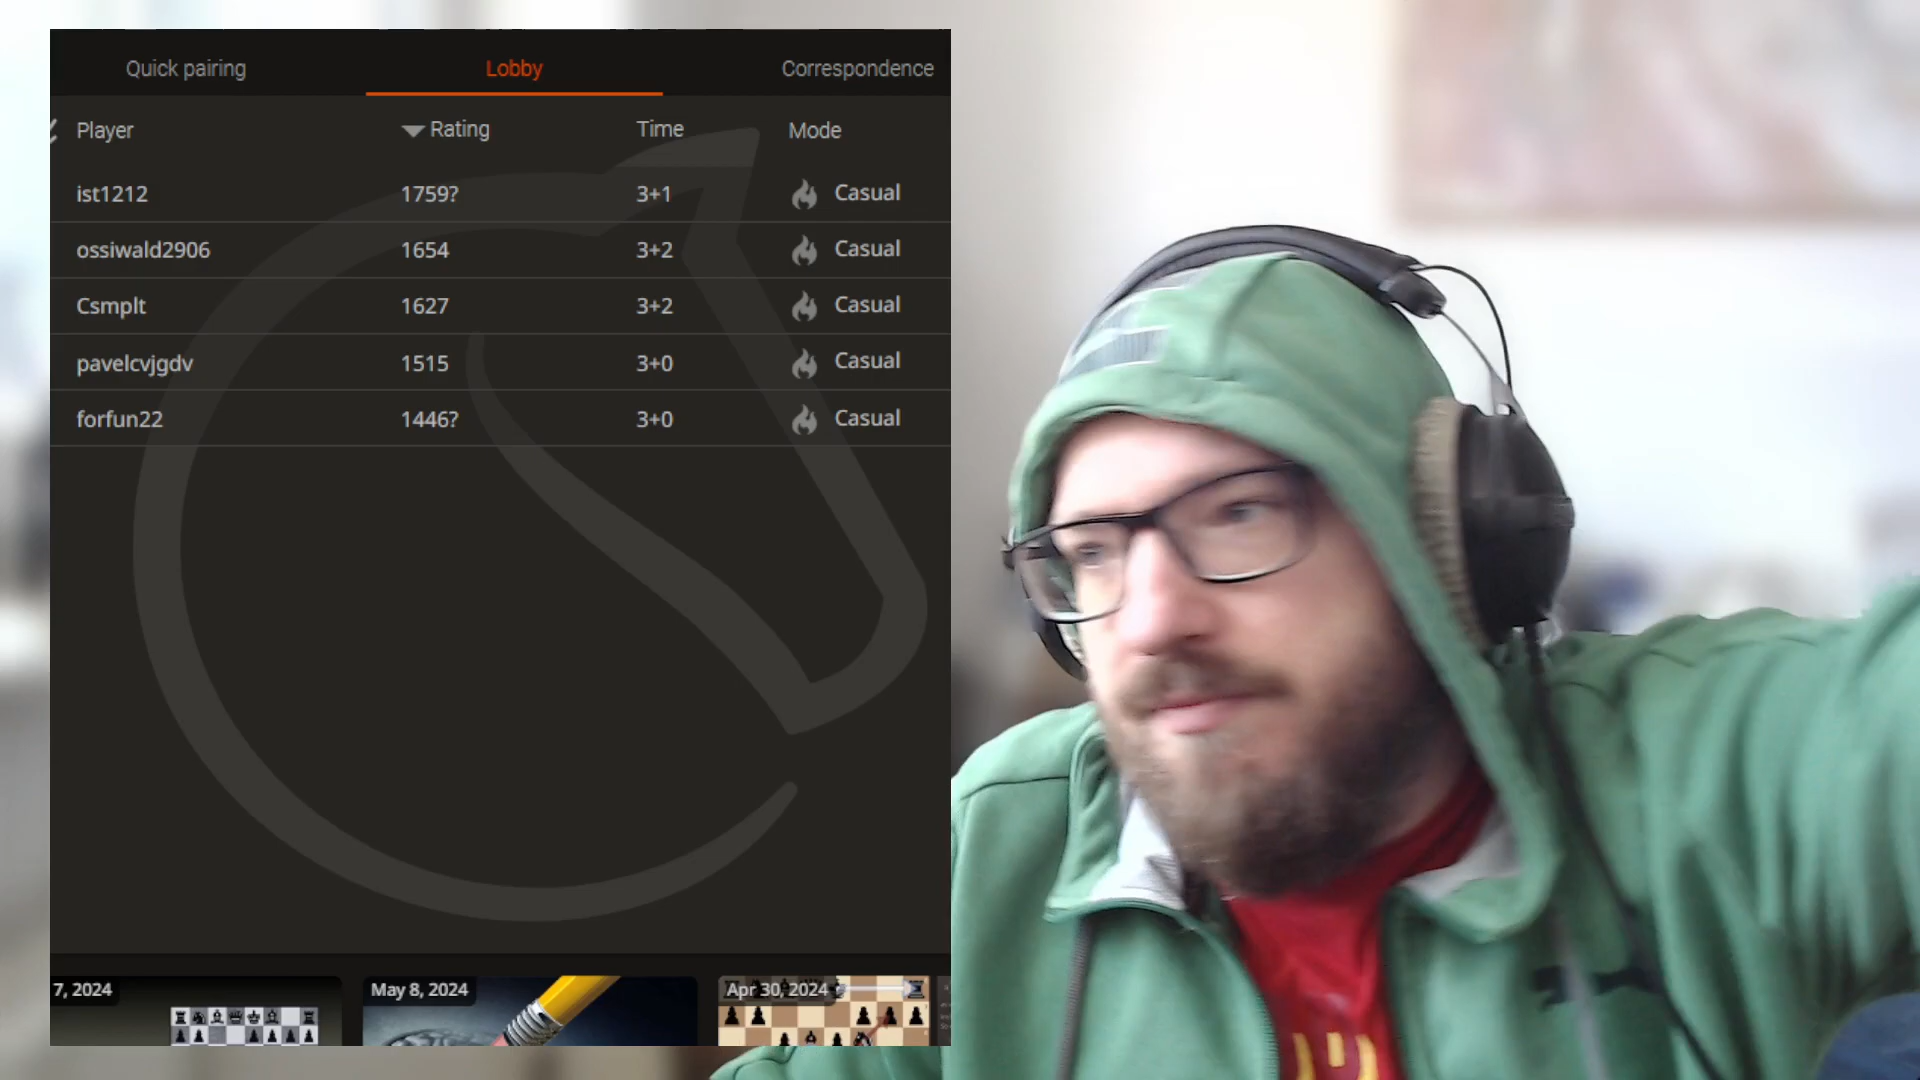 Quick pairing Lobby Correspondence
Player Rating Time Mode
ist1212 1759? 3+1 Casual
ossiwald2906 1654 3+2 Casual
Csmplt 1627 3+2 Casual
pavelcvjgdv 1515 3+0 Casual
forfun22 1446? 3+0 Casual
7, 2024 May 8, 2024 Apr 30, 2024